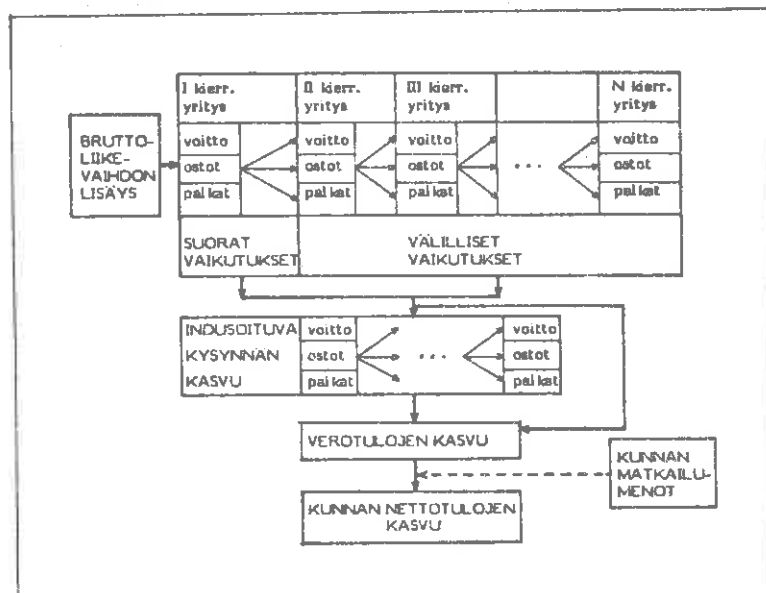 I kierr.
yritys
II kierr.
yritys
III kierr.
yritys
N kierr.
yritys
BRUTTO-
LIIKE-
VAIHDON
LISÄYS
voitto
ostot
palkat
voitto
ostot
palkat
voitto
ostot
palkat
...
voitto
ostot
palkat
SUORAT
VAIKUTUKSET
VÄLILLISET
VAIKUTUKSET
INDUSOITUVA
KYSYNNÄN
KASVU
voitto
ostot
palkat
...
voitto
ostot
palkat
VEROTULOJEN KASVU
KUNNAN
MATKAILU-
MENOT
KUNNAN NETTOTULOJEN
KASVU